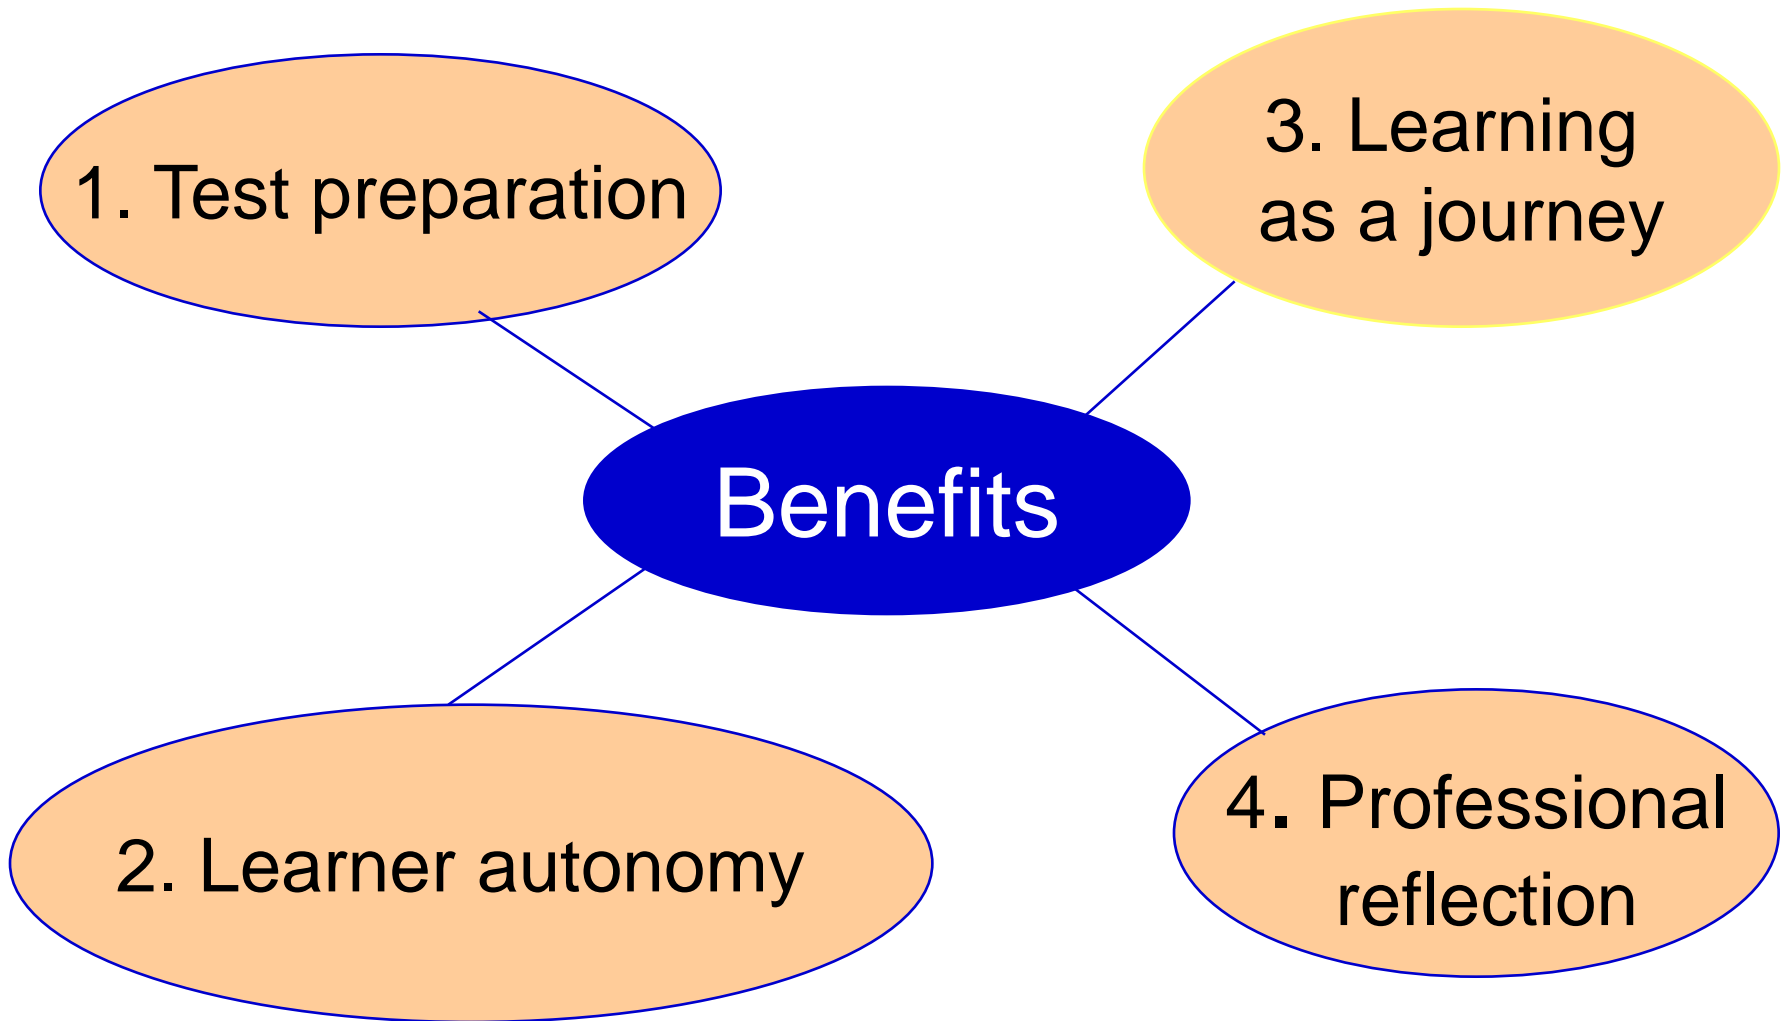 1. Test preparation
3. Learning
as a journey
Benefits
2. Learner autonomy
4. Professional
reflection